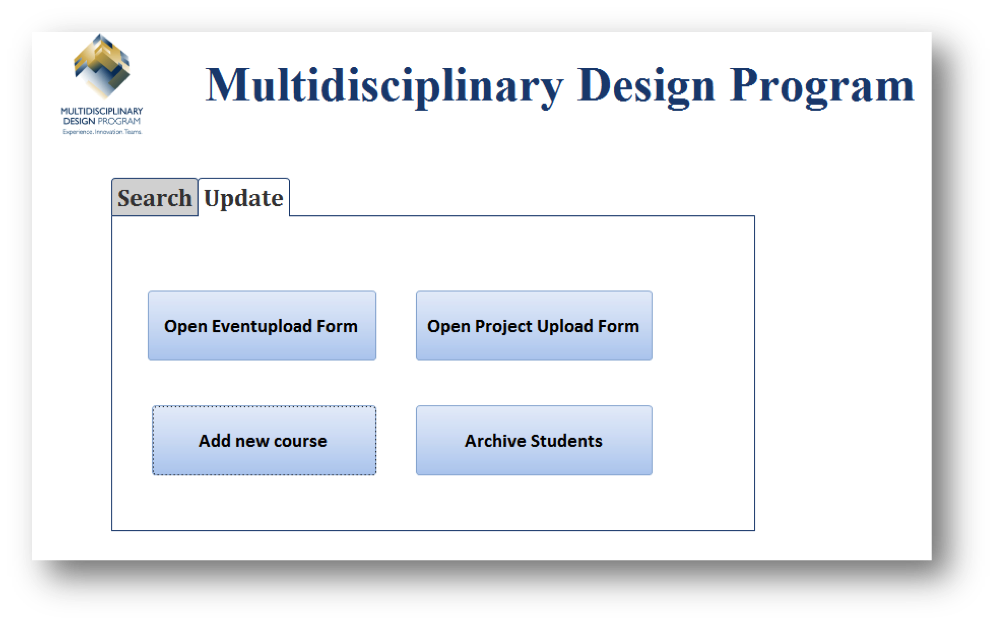 Multidisciplinary Design Program
MULTIDISCIPLINARY
DESIGN PROGRAM
Experience. Innovation Teams.
Search Update
Open Eventupload Form Open Project Upload Form
Add new course Archive Students